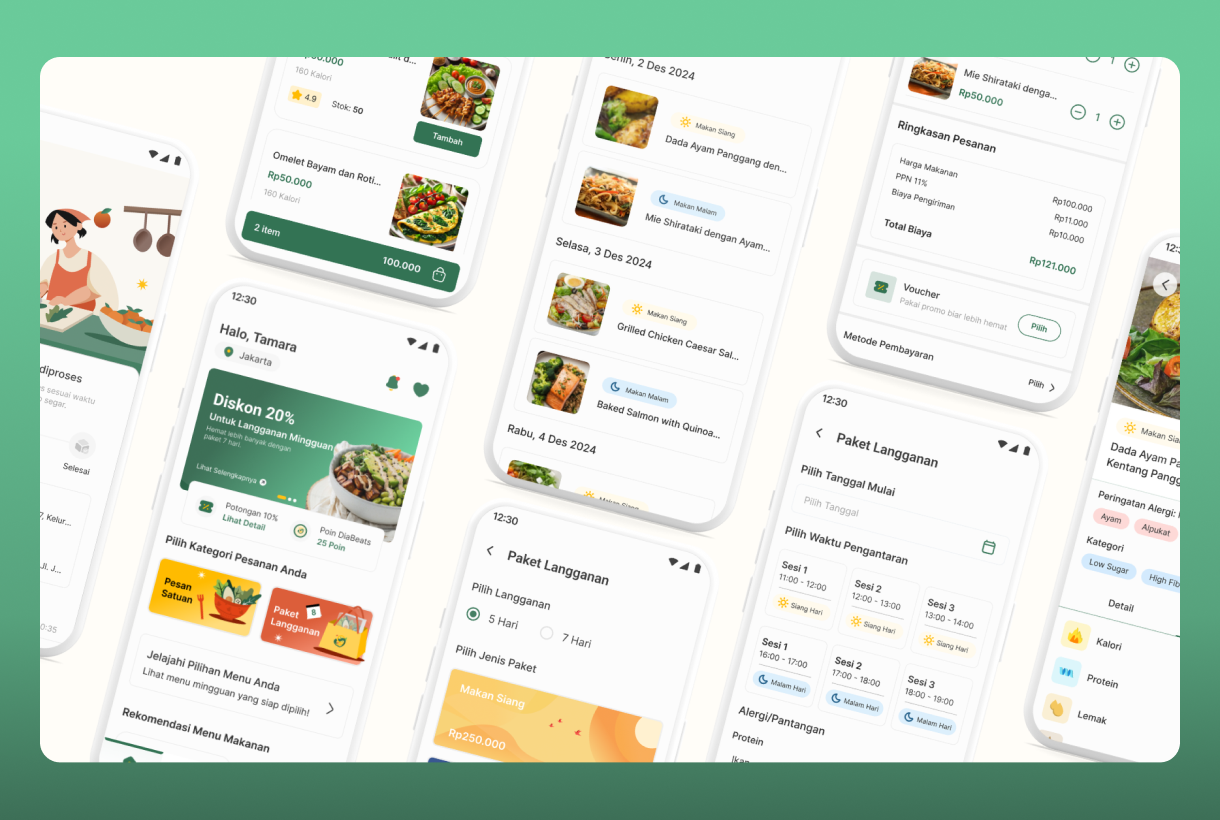 diproses
s sesuai waktu
segar.
Selesai
7, Kelur...
Jl. J...
0:35
160 Kalori
4.9
Stok: 50
Tambah
Omelet Bayam dan Roti...
Rp50.000
160 Kalori
2 item
100.000
12:30
Halo, Tamara
Jakarta
Diskon 20%
Untuk Langganan Mingguan
Hemat lebih banyak dengan
paket 7 hari.
Lihat Selengkapnya
Potongan 10%
Lihat Detail
Poin DiaBeats
25 Poin
Pilih Kategori Pesanan Anda
Pesan
Satuan
Paket
Langganan
8
Jelajahi Pilihan Menu Anda
Lihat menu mingguan yang siap dipilih!
Rekomendasi Menu Makanan
Senin, 2 Des 2024
Makan Siang
Dada Ayam Panggang den...
Makan Malam
Mie Shirataki dengan Ayam...
Selasa, 3 Des 2024
Makan Siang
Grilled Chicken Caesar Sal...
Makan Malam
Baked Salmon with Quinoa...
Rabu, 4 Des 2024
Makan Siang
12:30
Paket Langganan
Pilih Langganan
5 Hari
7 Hari
Pilih Jenis Paket
Makan Siang
Rp250.000
1
Mie Shirataki denga...
Rp50.000
1
Ringkasan Pesanan
Harga Makanan
Rp100.000
PPN 11%
Rp11.000
Biaya Pengiriman
Rp10.000
Total Biaya
Rp121.000
Voucher
Pakai promo biar lebih hemat
Pilih
Metode Pembayaran
Pilih
12:30
Paket Langganan
Pilih Tanggal Mulai
Pilih Tanggal
Pilih Waktu Pengantaran
Sesi 1
11:00 - 12:00
Siang Hari
Sesi 2
12:00 - 13:00
Siang Hari
Sesi 3
13:00 - 14:00
Siang Hari
Sesi 1
16:00 - 17:00
Malam Hari
Sesi 2
17:00 - 18:00
Malam Hari
Sesi 3
18:00 - 19:00
Malam Hari
Alergi/Pantangan
Protein
12:
Makan Sia
Dada Ayam Pa
Kentang Pangg
Peringatan Alergi:
Ayam
Alpukat
Kategori
Low Sugar
High Fib
Detail
Kalori
Protein
Lemak